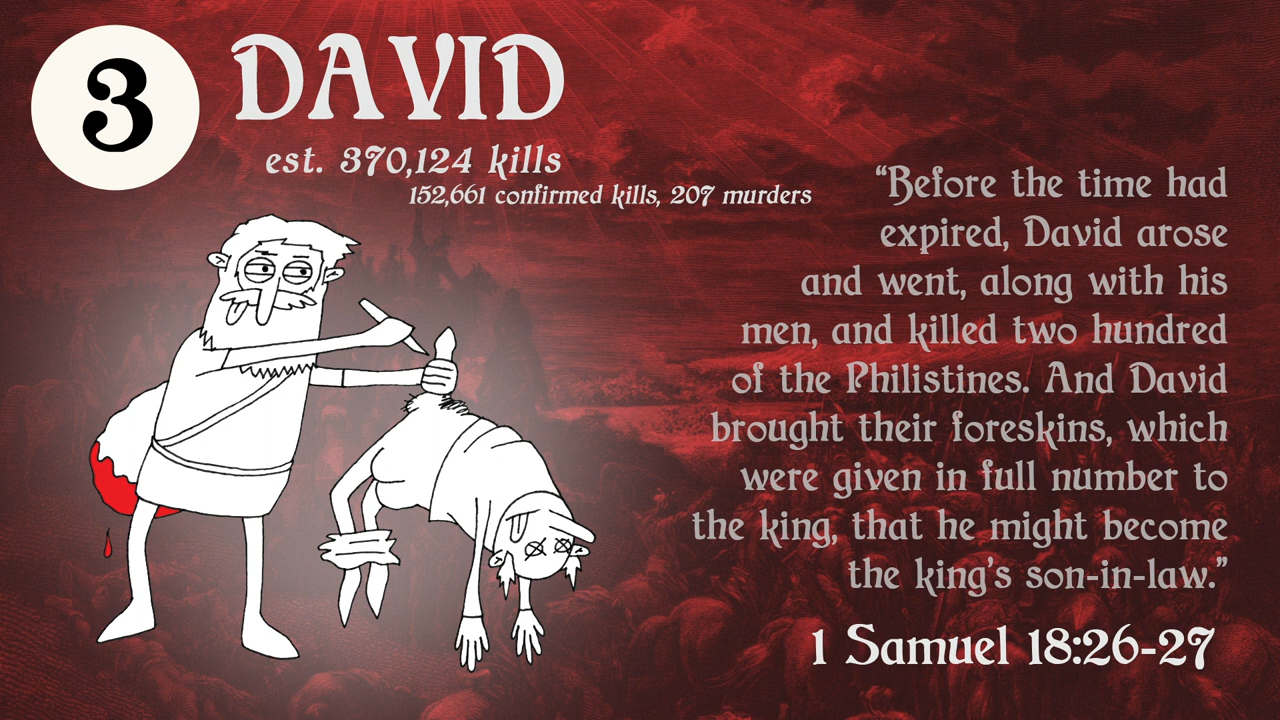 3
DAVID
est. 370,124 kills
152,661 confirmed kills, 207 murders
“Before the time had
expired, David arose
and went, along with his
men, and killed two hundred
of the Philistines. And David
brought their foreskins, which
were given in full number to
the king, that he might become
the king’s son-in-law.”
1 Samuel 18:26-27